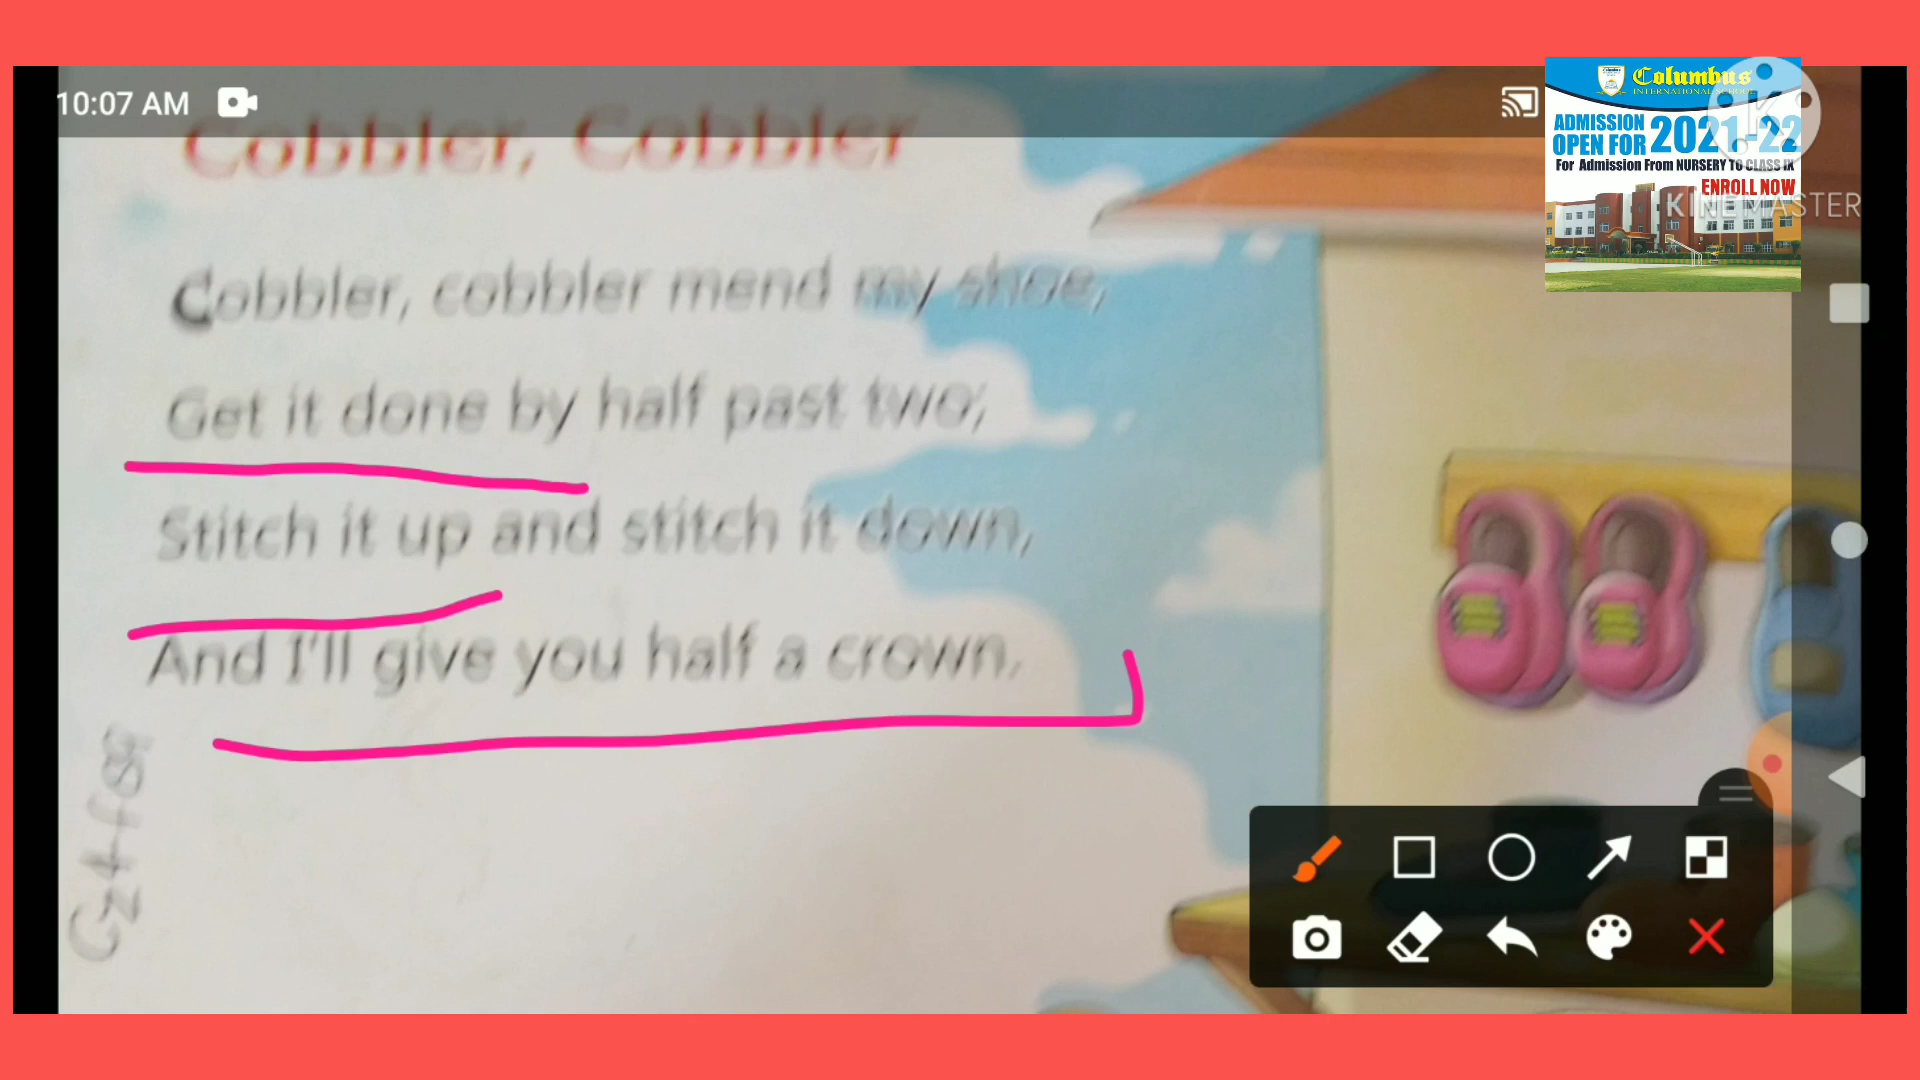 10:07 AM
Cobbler, Cobbler
Cobbler, cobbler mend my shoe,
Get it done by half past two;
Stitch it up and stitch it down,
And I'll give you half a crown.
Columbus
INTERNATIONAL SCHOOL
ADMISSION
OPEN FOR 2021-22
For Admission From NURSERY TO CLASS IX
ENROLL NOW
KINEMASTER